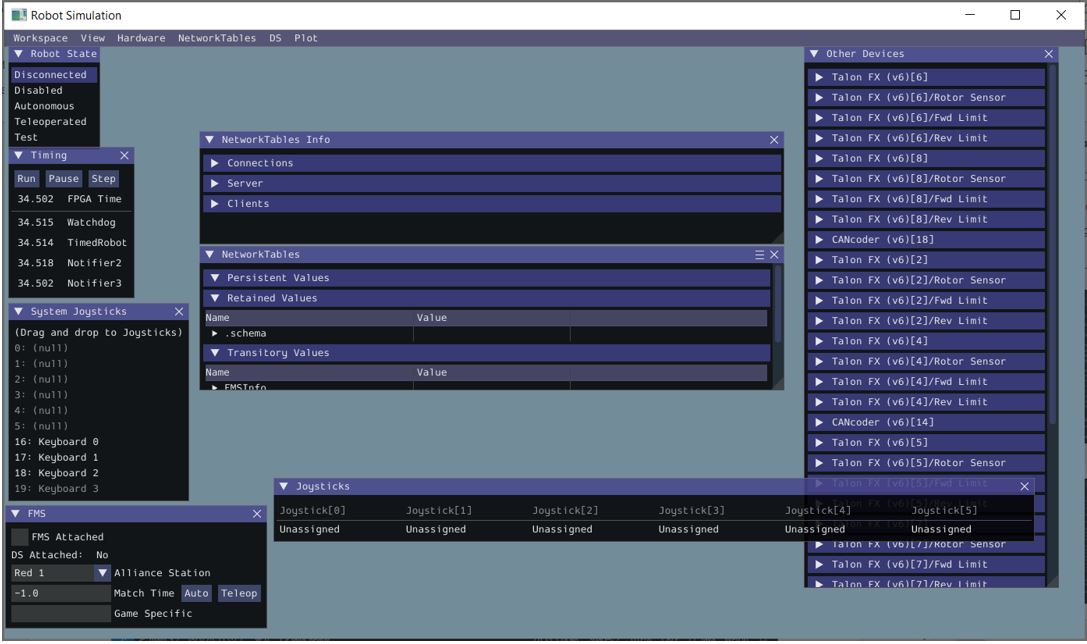 Robot Simulation
Workspace View Hardware NetworkTables DS Plot
Robot State
Disconnected
Disabled
Autonomous
Teleoperated
Test
Timing
Run Pause Step
34.502 FPGA Time
34.515 Watchdog
34.514 TimedRobot
34.518 Notifier2
34.502 Notifier3
System Joysticks
(Drag and drop to Joysticks)
0: (null)
1: (null)
2: (null)
3: (null)
4: (null)
5: (null)
16: Keyboard 0
17: Keyboard 1
18: Keyboard 2
19: Keyboard 3
FMS
FMS Attached
DS Attached: No
Red 1 Alliance Station
-1.0 Match Time Auto Teleop
Game Specific
NetworkTables Info
Connections
Server
Clients
NetworkTables
Persistent Values
Retained Values
Name Value
.schema
Transitory Values
Name Value
FMSInfo
Joysticks
Joystick[0] Joystick[1] Joystick[2] Joystick[3] Joystick[4] Joystick[5]
Unassigned Unassigned Unassigned Unassigned Unassigned Unassigned
Other Devices
Talon FX (v6)[6]
Talon FX (v6)[6]/Rotor Sensor
Talon FX (v6)[6]/Fwd Limit
Talon FX (v6)[6]/Rev Limit
Talon FX (v6)[8]
Talon FX (v6)[8]/Rotor Sensor
Talon FX (v6)[8]/Fwd Limit
Talon FX (v6)[8]/Rev Limit
CANcoder (v6)[18]
Talon FX (v6)[2]
Talon FX (v6)[2]/Rotor Sensor
Talon FX (v6)[2]/Fwd Limit
Talon FX (v6)[2]/Rev Limit
Talon FX (v6)[4]
Talon FX (v6)[4]/Rotor Sensor
Talon FX (v6)[4]/Fwd Limit
Talon FX (v6)[4]/Rev Limit
CANcoder (v6)[14]
Talon FX (v6)[5]
Talon FX (v6)[5]/Rotor Sensor
Talon FX (v6)[5]/Fwd Limit
Talon FX (v6)[5]/Rev Limit
Talon FX (v6)[7]/Rotor Sensor
Talon FX (v6)[7]/Fwd Limit
Talon FX (v6)[7]/Rev Limit